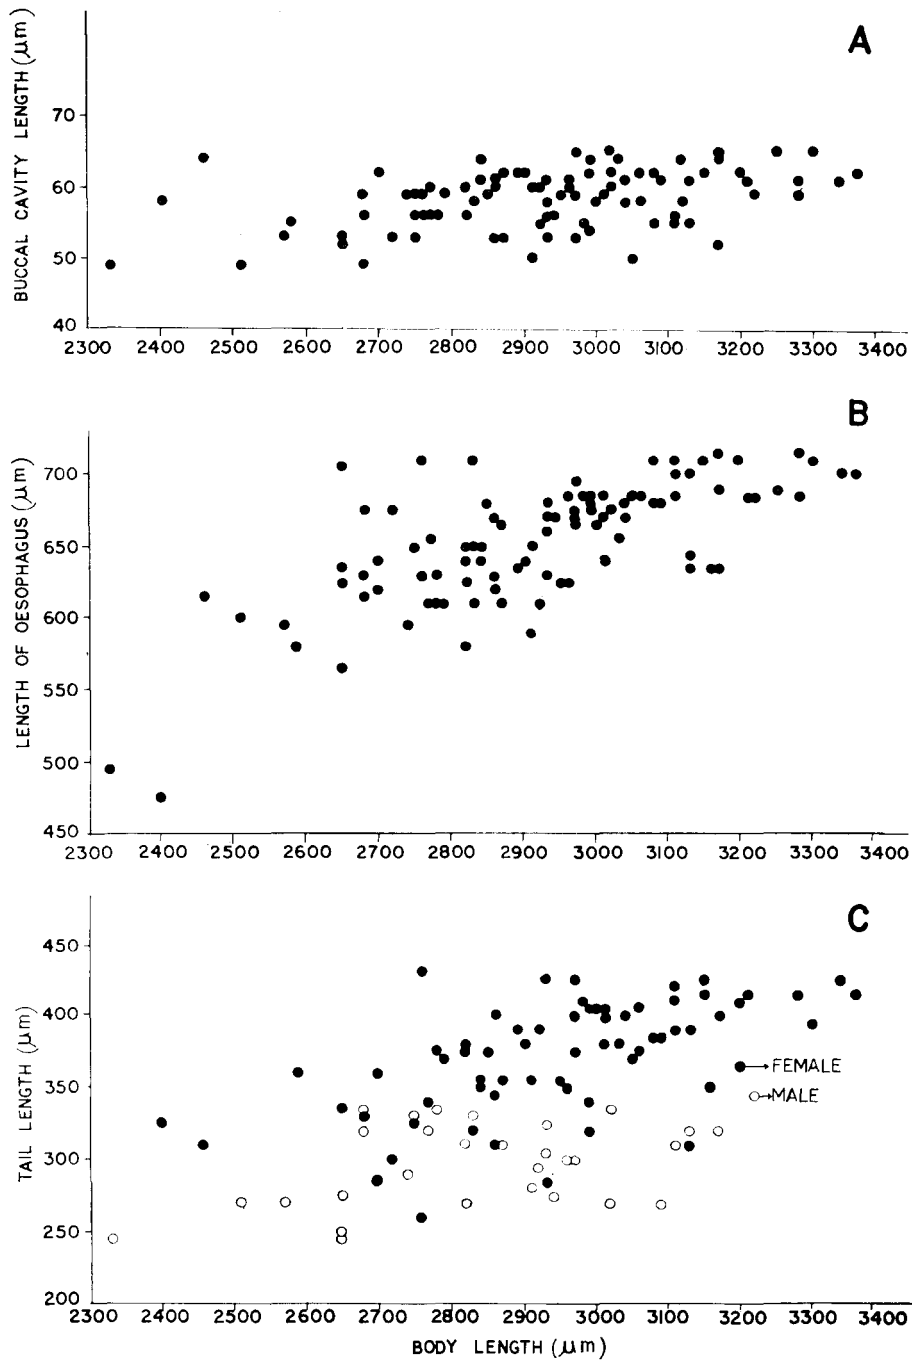 A
BUCCAL CAVITY LENGTH (µm)
70
60
50
40
2300 2400 2500 2600 2700 2800 2900 3000 3100 3200 3300 3400
B
LENGTH OF OESOPHAGUS (µm)
700
650
600
550
500
450
2300 2400 2500 2600 2700 2800 2900 3000 3100 3200 3300 3400
C
TAIL LENGTH (µm)
450
400
350
300
250
200
FEMALE
MALE
2300 2400 2500 2600 2700 2800 2900 3000 3100 3200 3300 3400
BODY LENGTH (µm)